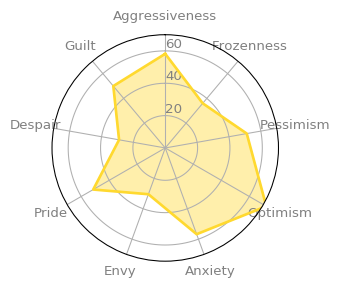 Aggressiveness
Guilt
60
Frozenness
40
20
Despair
Pessimism
Pride
Optimism
Envy
Anxiety